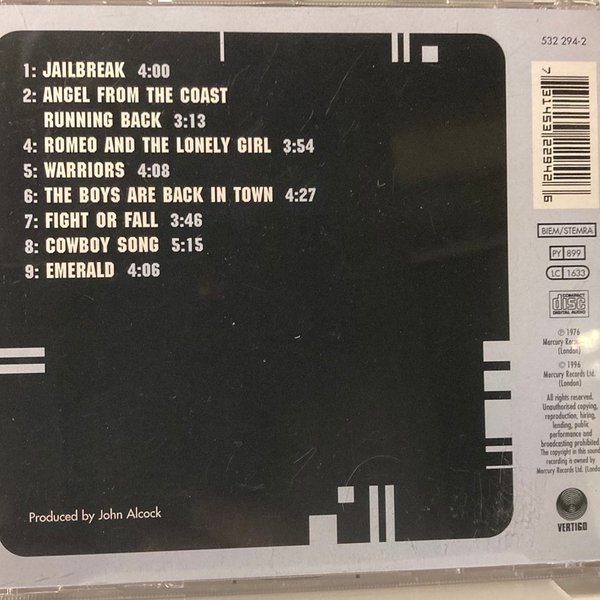 1: JAILBREAK 4:00
2: ANGEL FROM THE COAST
RUNNING BACK 3:13
4: ROMEO AND THE LONELY GIRL 3:54
5: WARRIORS 4:08
6: THE BOYS ARE BACK IN TOWN 4:27
7: FIGHT OR FALL 3:46
8: COWBOY SONG 5:15
9: EMERALD 4:06
Produced by John Alcock
532 294-2
7 31453 22942 6
BIEM/STEMRA
PY 899
LC 1633
COMPACT
disc
DIGITAL AUDIO
℗ 1976
Mercury Records Ltd.
(London)
© 1996
Mercury Records Ltd.
(London)
All rights reserved.
Unauthorised copying,
reproduction, hiring,
lending, public
performance and
broadcasting prohibited
The copyright in this sound
recording is owned by
Mercury Records Ltd. (London
VERTIGO